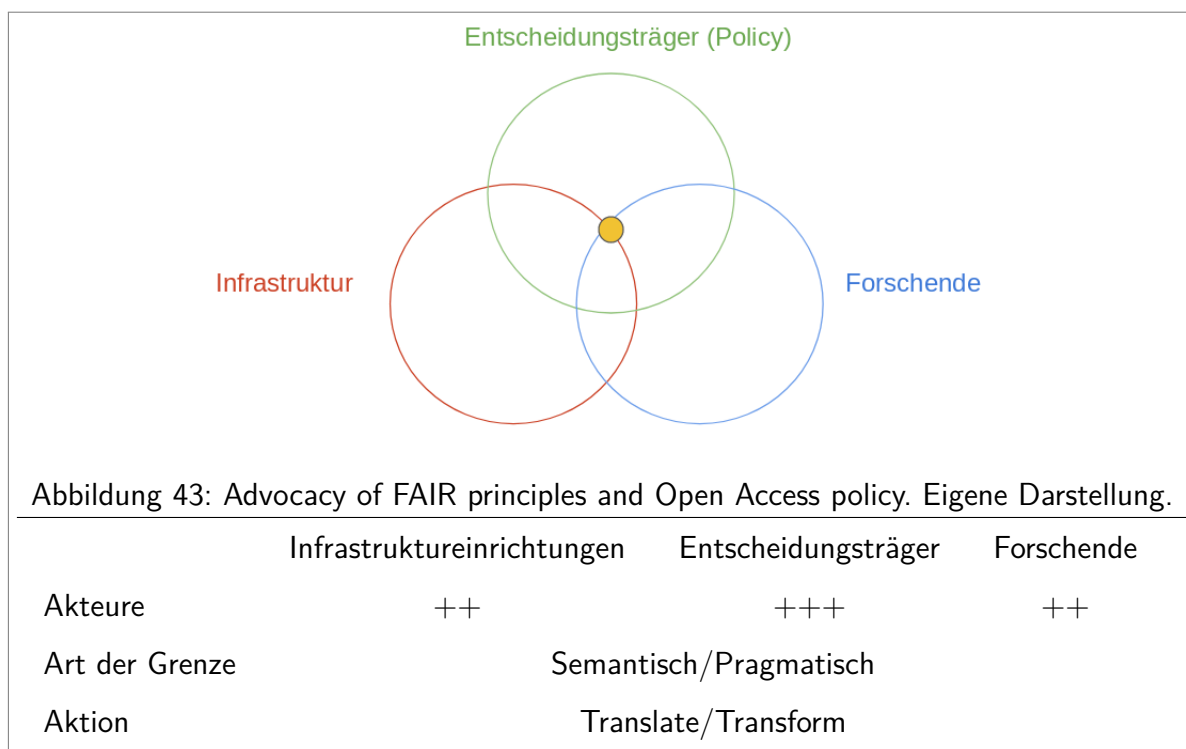 Entscheidungsträger (Policy)
Infrastruktur
Forschende
Abbildung 43: Advocacy of FAIR principles and Open Access policy. Eigene Darstellung.
Infrastruktureinrichtungen Entscheidungsträger Forschende
Akteure ++ +++ ++
Art der Grenze Semantisch/Pragmatisch
Aktion Translate/Transform